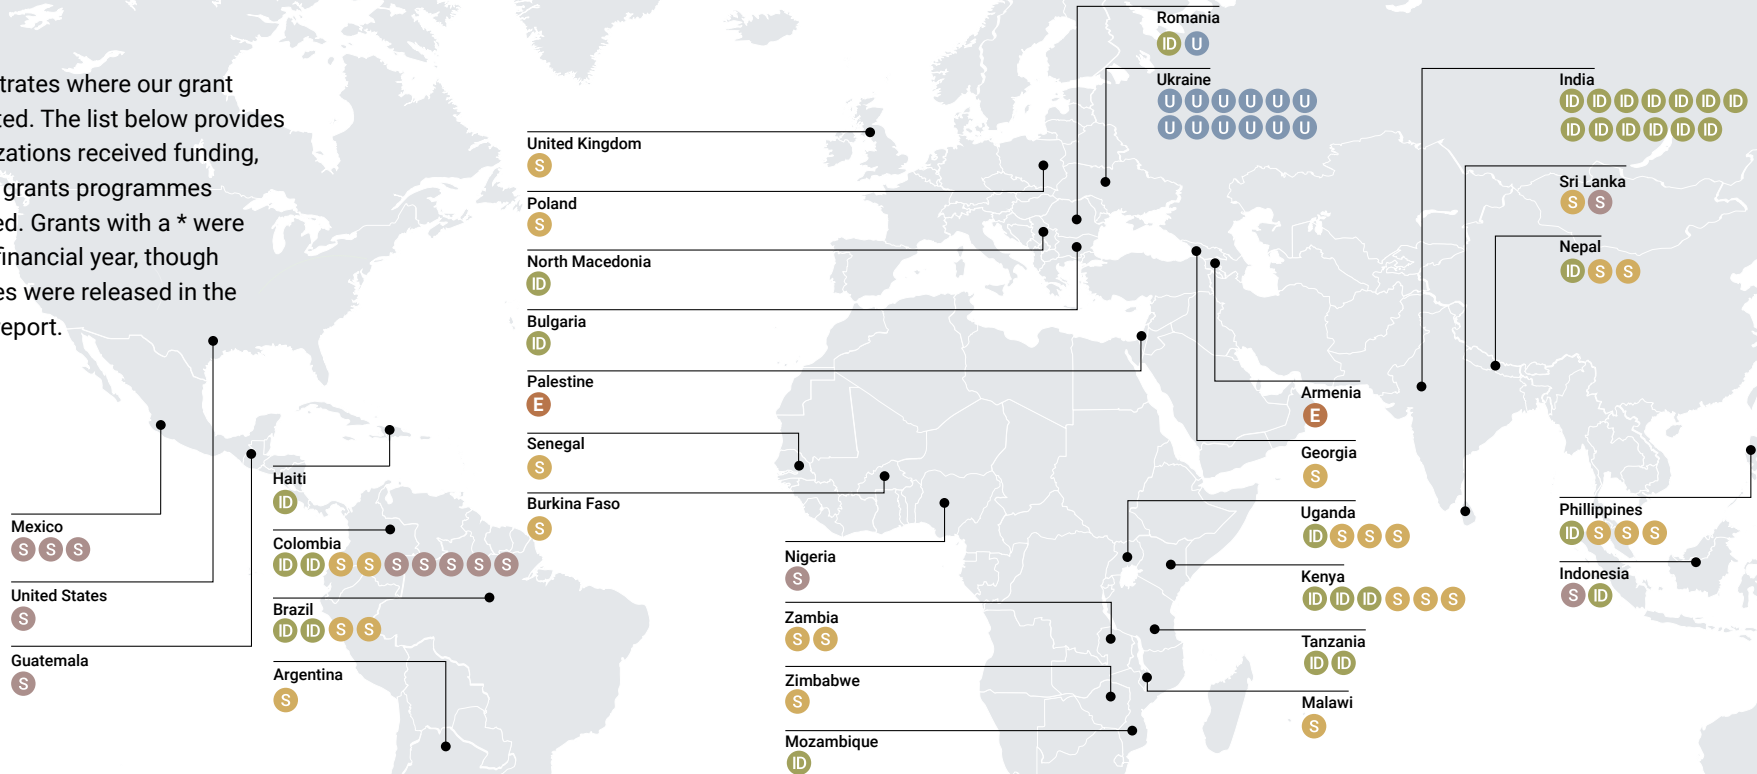 trates where our grant
ted. The list below provides
zations received funding,
grants programmes
ed. Grants with a * were
financial year, though
es were released in the
report.
Mexico
S S S
United States
S
Guatemala
S
Haiti
ID
Colombia
ID ID S S S S S S S
Brazil
ID ID S S
Argentina
S
United Kingdom
S
Poland
S
North Macedonia
ID
Bulgaria
ID
Palestine
E
Senegal
S
Burkina Faso
S
Nigeria
S
Zambia
S S
Zimbabwe
S
Mozambique
ID
Romania
ID U
Ukraine
U U U U U U
U U U U U U
Armenia
E
Georgia
S
Uganda
ID S S S
Kenya
ID ID ID S S S
Tanzania
ID ID
Malawi
S
India
ID ID ID ID ID ID ID
ID ID ID ID ID ID
Sri Lanka
S S
Nepal
ID S S
Phillippines
ID S S S
Indonesia
S ID